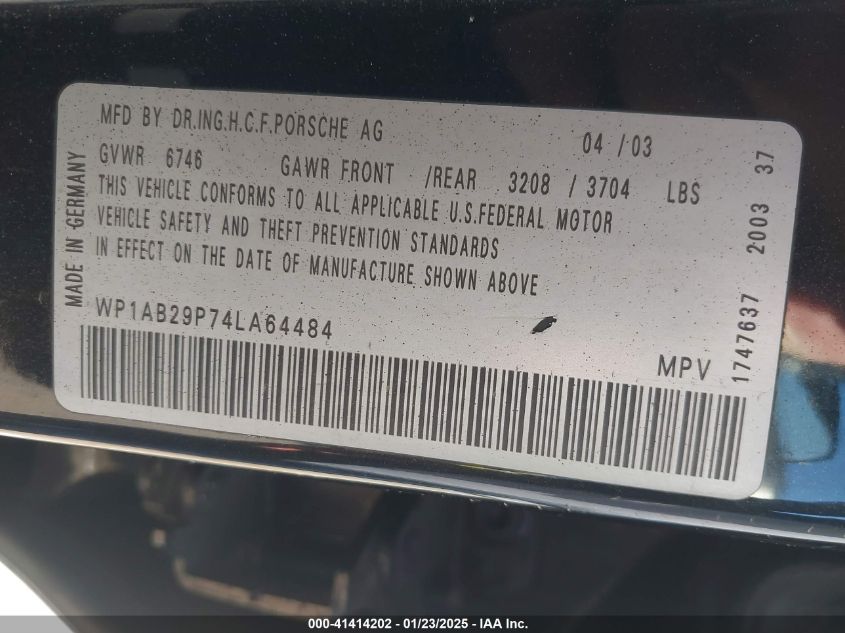 MFD BY DR.ING.H.C.F.PORSCHE AG 04 /03
GVWR 6746 GAWR FRONT /REAR 3208 / 3704 LBS
THIS VEHICLE CONFORMS TO ALL APPLICABLE U.S.FEDERAL MOTOR
VEHICLE SAFETY AND THEFT PREVENTION STANDARDS
IN EFFECT ON THE DATE OF MANUFACTURE SHOWN ABOVE
WP1AB29P74LA64484
MPV
MADE IN GERMANY
1747637 2003 37
000-41414202 / 01/23/2025 - IAA Inc.